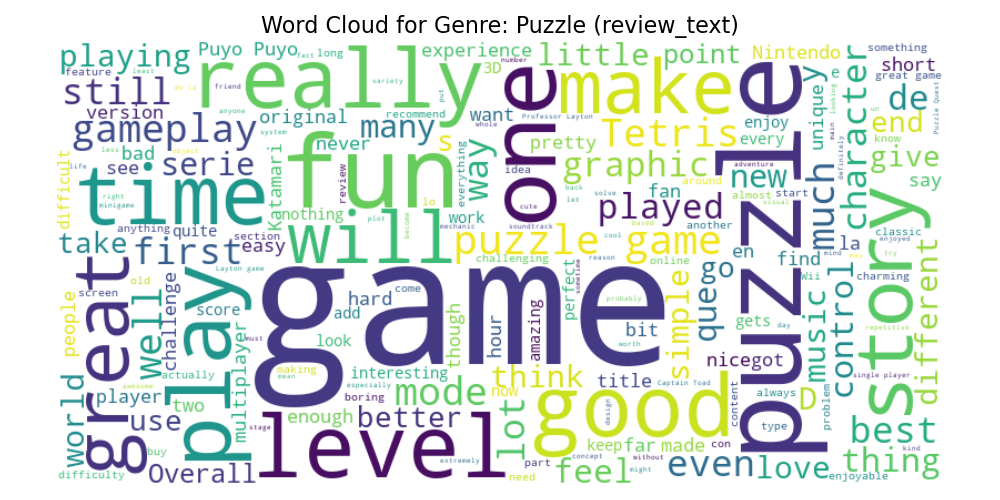 Word Cloud for Genre: Puzzle (review_text)
playing
Puyo Puyo
fast
long
experience
number
little
point
Nintendo
something
feature
least
de la
really
3D
make
e
short
great game
still
friend
variety
put
puzzle
character
version
original
anyone
recommend
want
whole
Professor Layton
one
enjoy
unique
looking
un
de
Puzzle Quest
gameplay
many
system
s
Tetris
every
main
end
less
object
never
fun
everything
way
pretty
definitely
know
difficult
bad
serie
Katamari
review
idea
graphic
adventure
give
see
back
solve
around
new
much
life
time
let
fan
almost
start
say
right
minigame
nothing
plot
lo
cute
played
visual
classic
anything
quite
section
work
soundtrack
based
another
mind
enjoyed
take
first
easy
will
become
mechanic
puzzle game
cool
reason
online
en
find
la
may
try
story
challenging
go
Wii
charming
different
screen
old
Layton game
great
play
game
perfect
sometime
simple
que
control
people
well
challenge
score
hard
come
add
probably
day
repetitive
multiplayer
look
though
hour
amazing
bit
gets
music
worth
must
interesting
nice
got
world
actually
making
mean
boring
think
title
Captain Toad
single player
player
awesome
especially
mode
now
content
always
D
problem
two
enough
better
lot
good
design
type
best
use
stage
keep
far
made
con
kind
buy
level
concept
without
thing
difficulty
Overall
extremely
part
need
feel
might
even
love
enjoyable